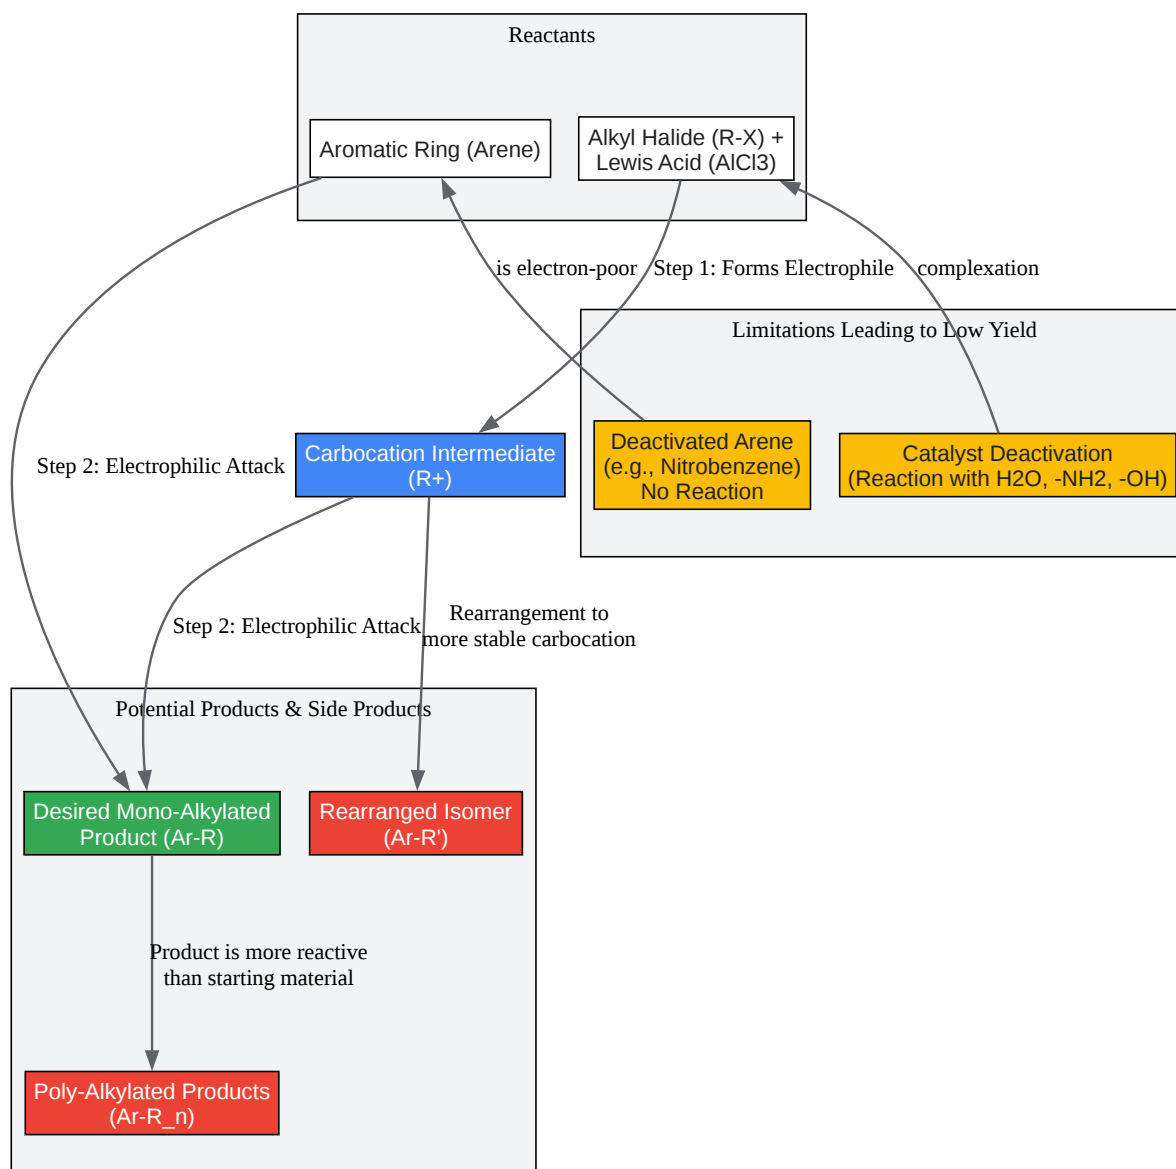 Reactants
Aromatic Ring (Arene)
Alkyl Halide (R-X) +
Lewis Acid (AlCl3)
is electron-poor
Step 1: Forms Electrophile
complexation
Limitations Leading to Low Yield
Carbocation Intermediate
(R+)
Deactivated Arene
(e.g., Nitrobenzene)
No Reaction
Catalyst Deactivation
(Reaction with H2O, -NH2, -OH)
Step 2: Electrophilic Attack
Step 2: Electrophilic Attack
Rearrangement to
more stable carbocation
Potential Products & Side Products
Desired Mono-Alkylated
Product (Ar-R)
Rearranged Isomer
(Ar-R')
Product is more reactive
than starting material
Poly-Alkylated Products
(Ar-R_n)